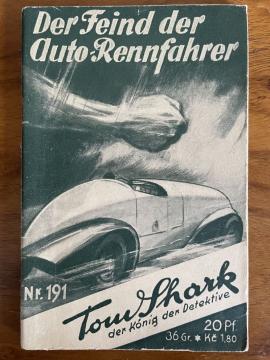 Der Feind der
Auto-Rennfahrer
Nr. 191
Tom Shark
der König der Detektive
20 Pf.
36 Gr. * Kč 1,80